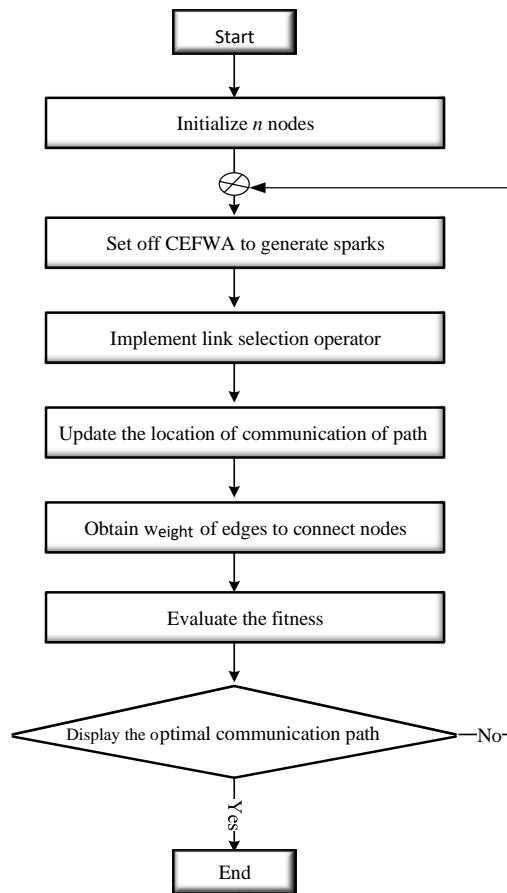 Start
Initialize n nodes
Set off CEFWA to generate sparks
Implement link selection operator
Update the location of communication of path
Obtain weight of edges to connect nodes
Evaluate the fitness
Display the optimal communication path
No
Yes
End